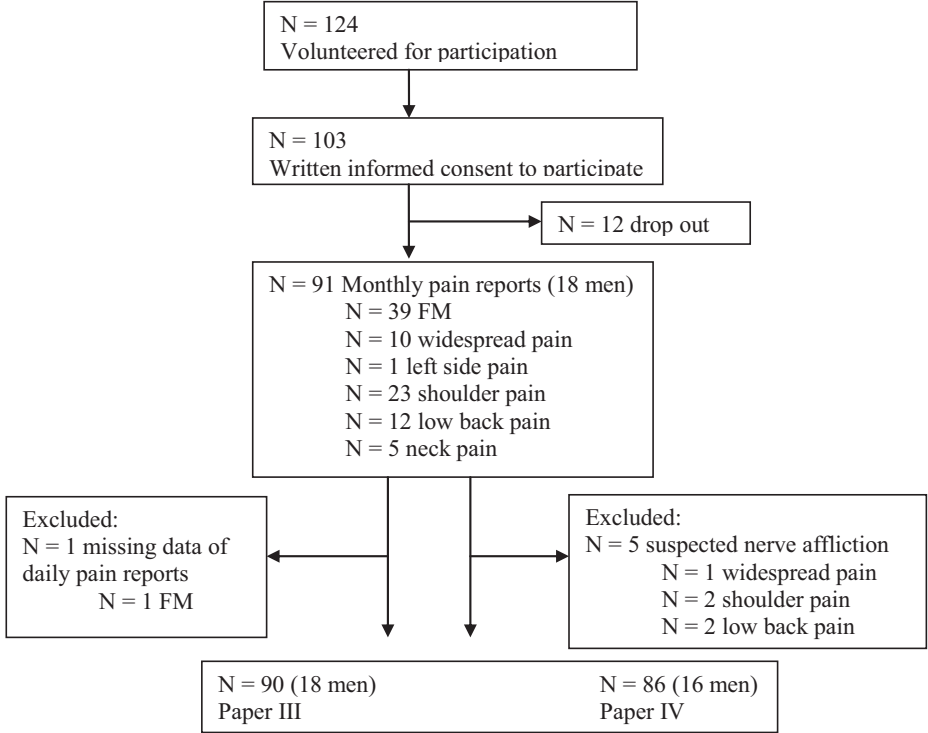 N = 124
Volunteered for participation
N = 103
Written informed consent to participate
N = 12 drop out
N = 91 Monthly pain reports (18 men)
N = 39 FM
N = 10 widespread pain
N = 1 left side pain
N = 23 shoulder pain
N = 12 low back pain
N = 5 neck pain
Excluded:
N = 1 missing data of
daily pain reports
N = 1 FM
Excluded:
N = 5 suspected nerve affliction
N = 1 widespread pain
N = 2 shoulder pain
N = 2 low back pain
N = 90 (18 men)
Paper III
N = 86 (16 men)
Paper IV